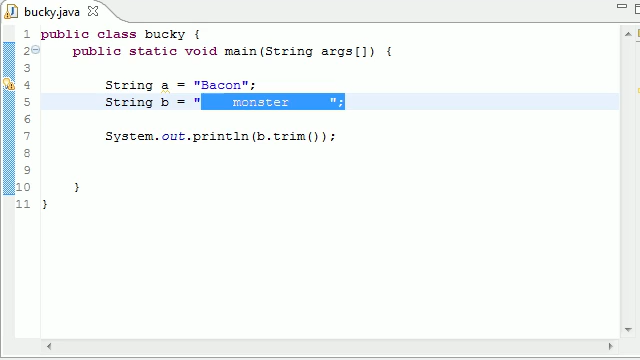 bucky.java
1 public class bucky {
2 public static void main(String args[]) {
3
4 String a = "Bacon";
5 String b = "    monster     ";
6
7 System.out.println(b.trim());
8
9
10 }
11 }